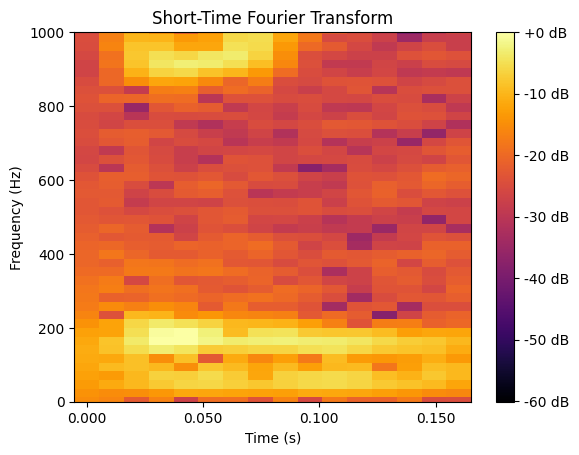 Short-Time Fourier Transform
1000
800
600
400
200
0
Frequency (Hz)
0.000
0.050
0.100
0.150
Time (s)
+0 dB
-10 dB
-20 dB
-30 dB
-40 dB
-50 dB
-60 dB